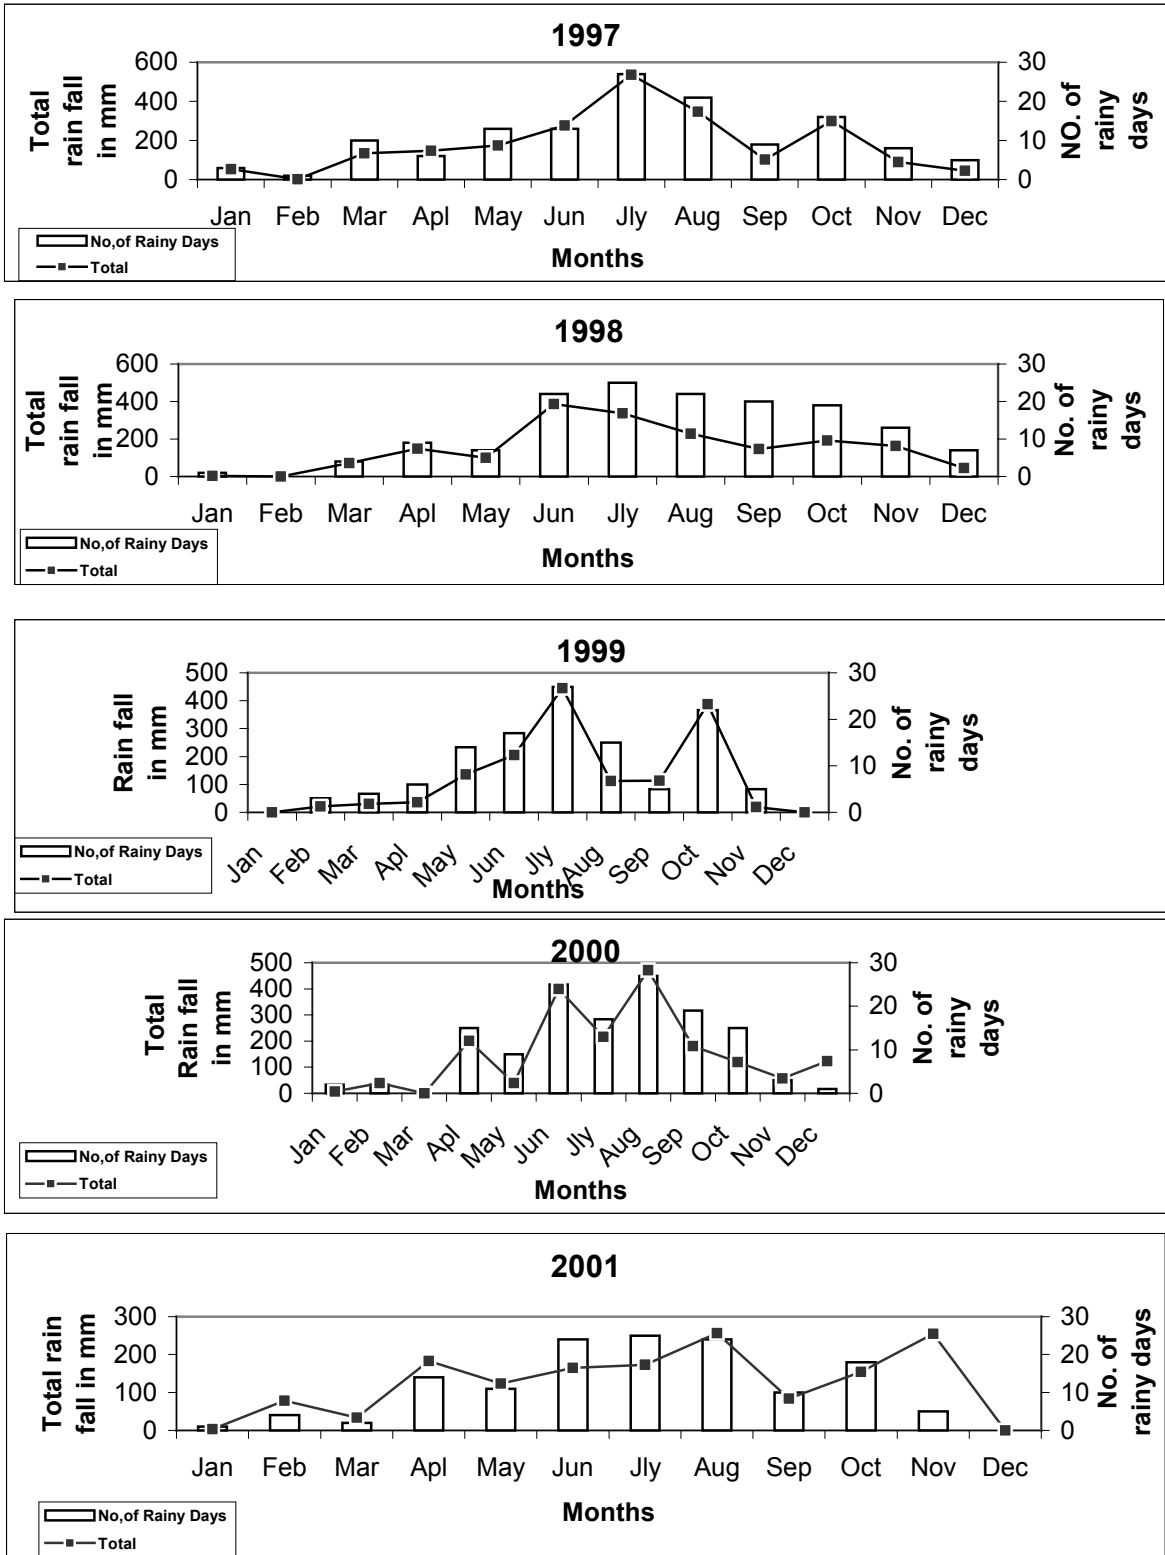 1997
Total
rain fall
in mm
600
400
200
0
30
20
10
0
NO. of
rainy
days
Jan Feb Mar Apl May Jun Jly Aug Sep Oct Nov Dec
Months
No,of Rainy Days
Total
1998
Total
rain fall
in mm
600
400
200
0
30
20
10
0
No. of
rainy
days
Jan Feb Mar Apl May Jun Jly Aug Sep Oct Nov Dec
Months
No,of Rainy Days
Total
1999
Rain fall
in mm
500
400
300
200
100
0
30
20
10
0
No. of
rainy
days
Jan Feb Mar Apl May Jun Jly Aug Sep Oct Nov Dec
Months
No,of Rainy Days
Total
2000
Total
Rain fall
in mm
500
400
300
200
100
0
30
20
10
0
No. of
rainy
days
Jan Feb Mar Apl May Jun Jly Aug Sep Oct Nov Dec
Months
No,of Rainy Days
Total
2001
Total rain
fall in mm
300
200
100
0
30
20
10
0
No. of
rainy days
Jan Feb Mar Apl May Jun Jly Aug Sep Oct Nov Dec
Months
No,of Rainy Days
Total